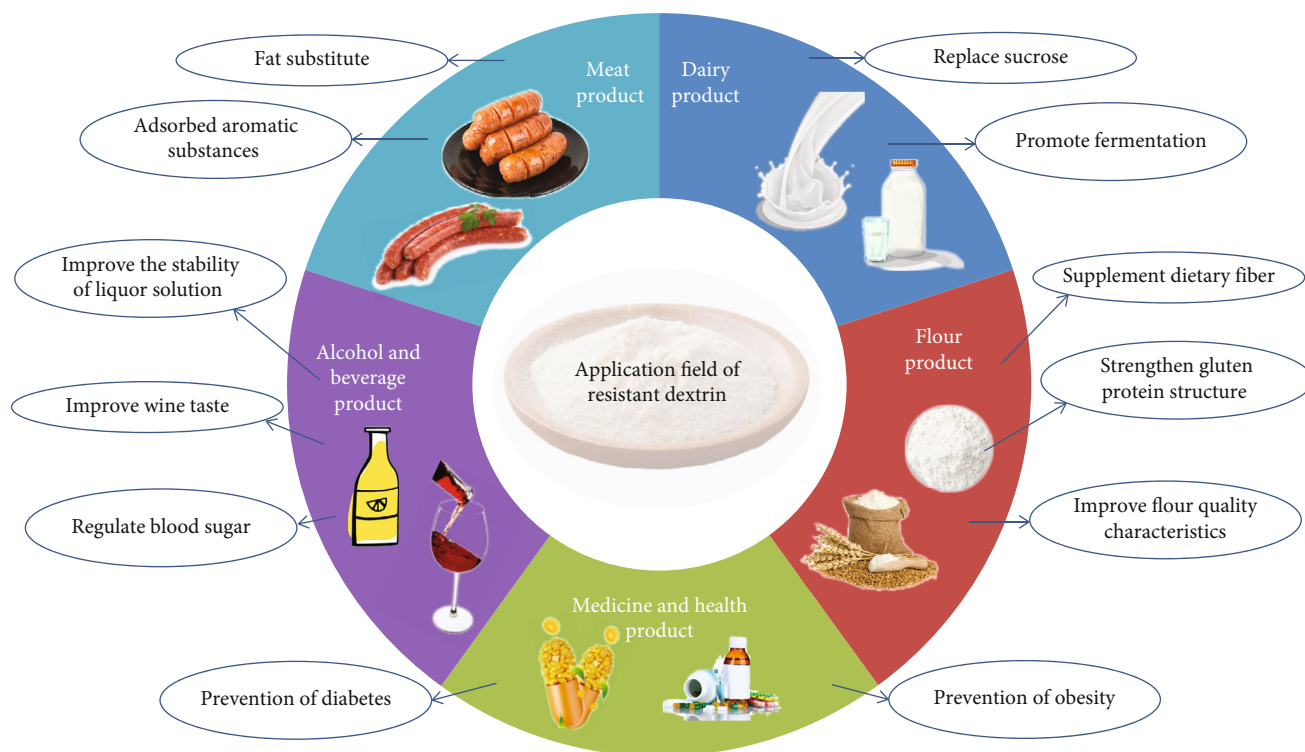 Fat substitute
Adsorbed aromatic
substances
Improve the stability
of liquor solution
Improve wine taste
Regulate blood sugar
Prevention of diabetes
Meat
product
Dairy
product
Alcohol and
beverage
product
Application field of
resistant dextrin
Flour
product
Medicine and health
product
Replace sucrose
Promote fermentation
Supplement dietary fiber
Strengthen gluten
protein structure
Improve flour quality
characteristics
Prevention of obesity